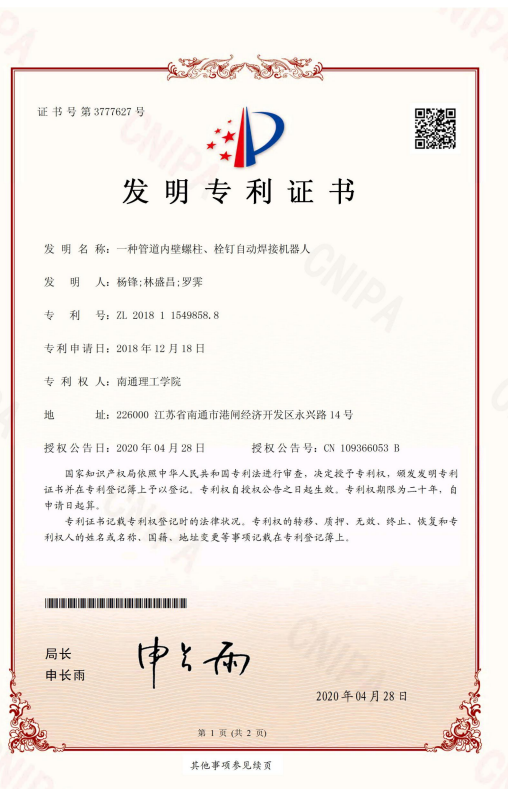 证书号第3777627号
发明专利证书
发明名称：一种管道内壁螺柱、栓钉自动焊接机器人
发明人：杨锋;林盛昌;罗霁
专利号：ZL 2018 1 1549858.8
专利申请日：2018年12月18日
专利权人：南通理工学院
地址：226000 江苏省南通市港闸经济开发区永兴路14号
授权公告日：2020年04月28日 授权公告号：CN 109366053 B
国家知识产权局依照中华人民共和国专利法进行审查，决定授予专利权，颁发发明专利
证书并在专利登记簿上予以登记。专利权自授权公告之日起生效。专利权期限为二十年，自
申请日起算。
专利证书记载专利权登记时的法律状况。专利权的转移、质押、无效、终止、恢复和专
利权人的姓名或名称、国籍、地址变更等事项记载在专利登记簿上。
局长
申长雨
申长雨
2020年04月28日
第 1 页 (共 2 页)
其他事项参见续页
CNIPA
CNIPA
CNIPA
CNIPA